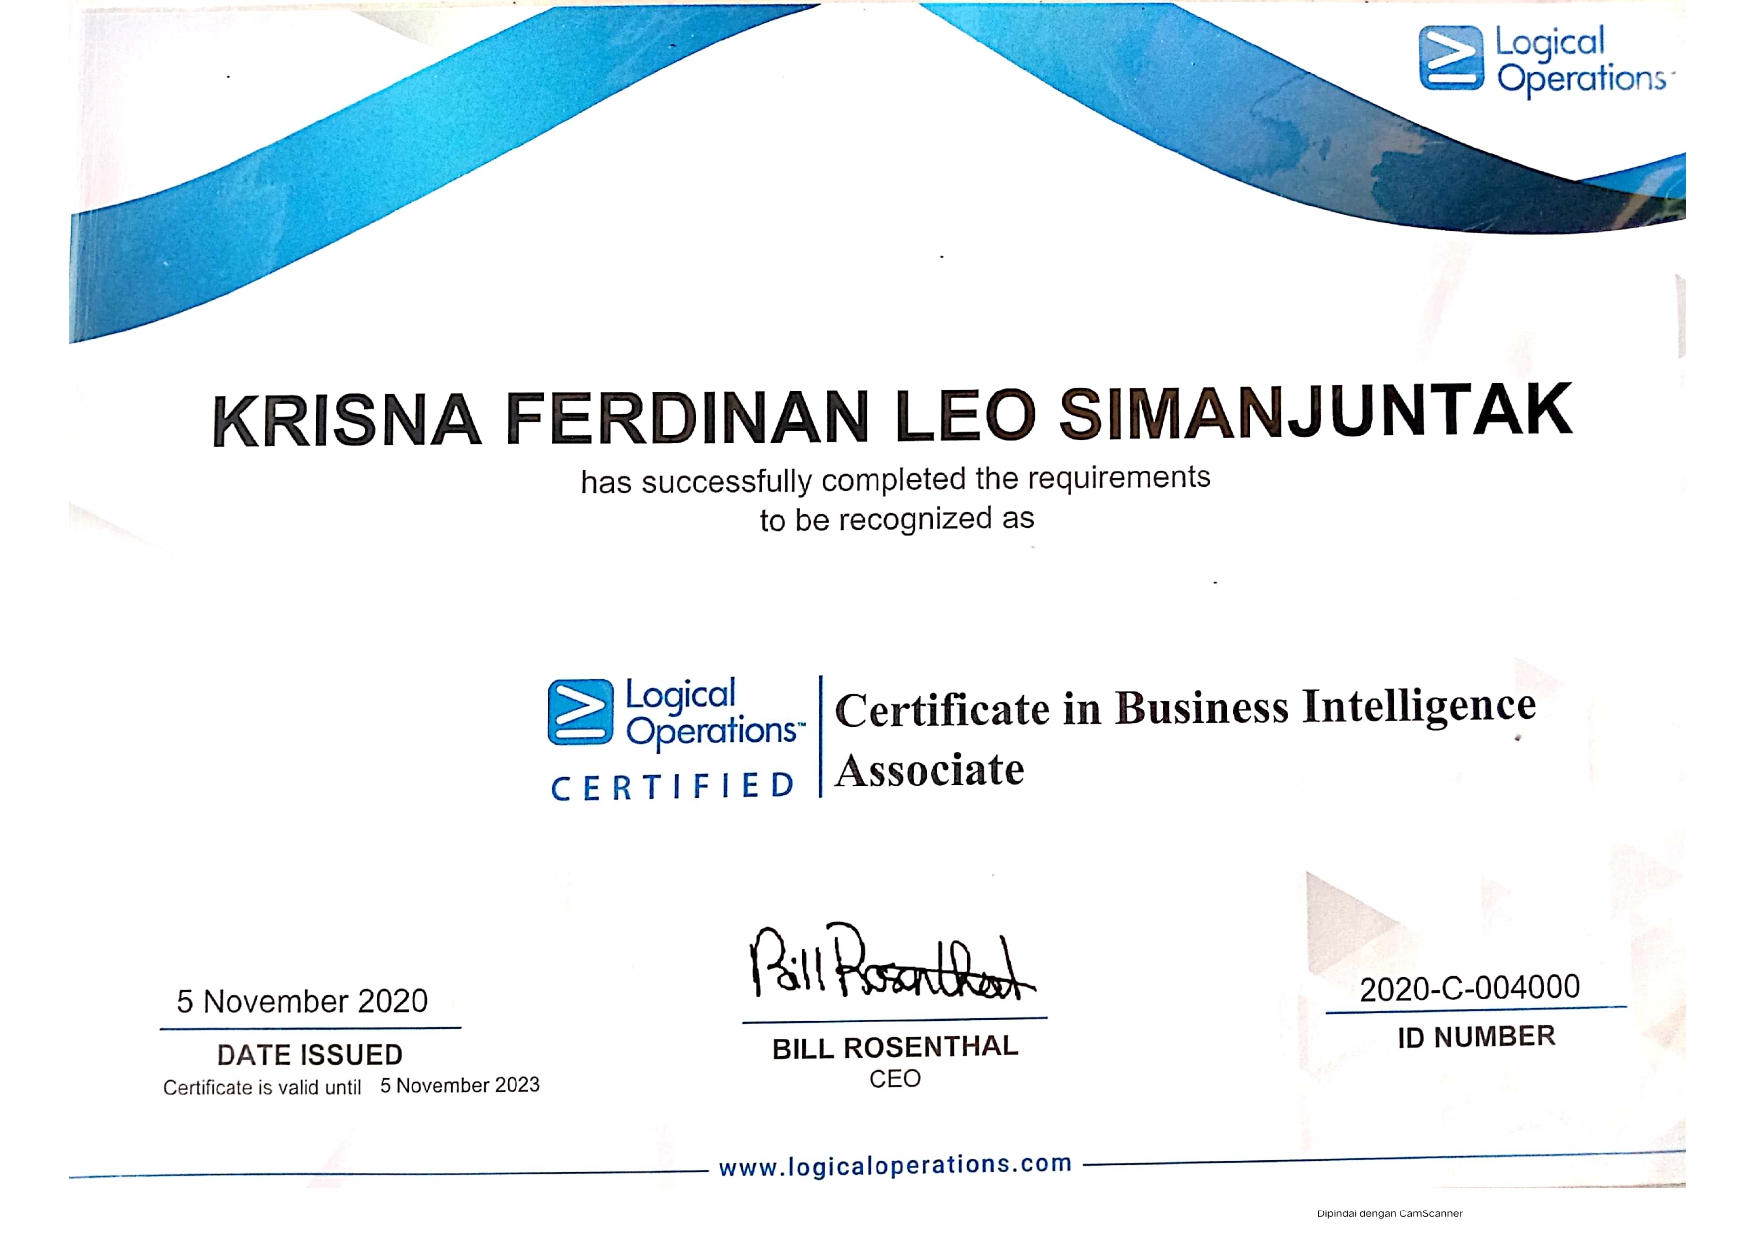 Logical
Operations
KRISNA FERDINAN LEO SIMANJUNTAK
has successfully completed the requirements
to be recognized as
Logical
Operations™
CERTIFIED
Certificate in Business Intelligence
Associate
Bill Rosenthal
5 November 2020
DATE ISSUED
Certificate is valid until 5 November 2023
BILL ROSENTHAL
CEO
2020-C-004000
ID NUMBER
www.logicaloperations.com
Dipindai dengan CamScanner